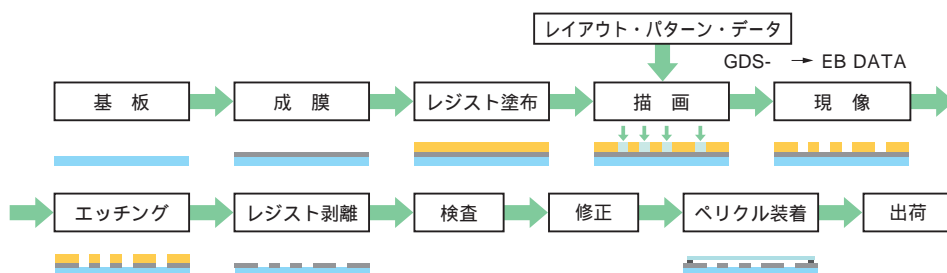 レイアウト・パターン・データ
GDS- → EB DATA
基 板
成 膜
レジスト塗布
描 画
現 像
エッチング
レジスト剥離
検査
修正
ペリクル装着
出荷